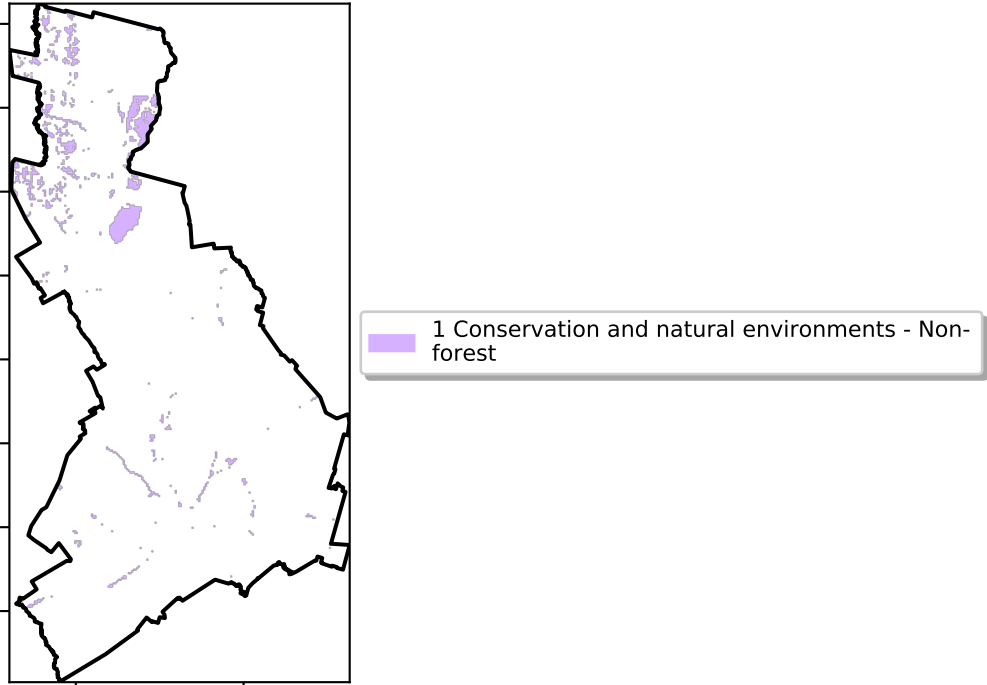 1 Conservation and natural environments - Non-
forest